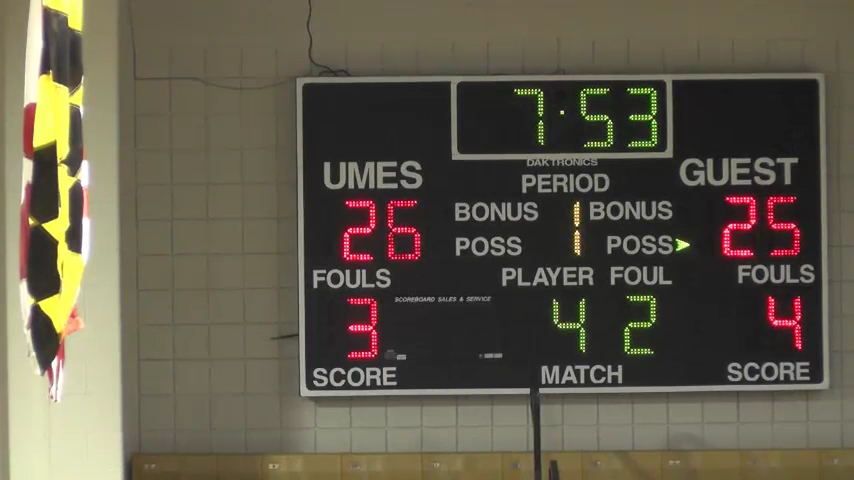 7:53
DAKTRONICS
UMES PERIOD GUEST
26 BONUS 1 BONUS 25
POSS POSS
FOULS PLAYER FOUL FOULS
SCOREBOARD SALES & SERVICE
3 4 2 4
SCORE MATCH SCORE